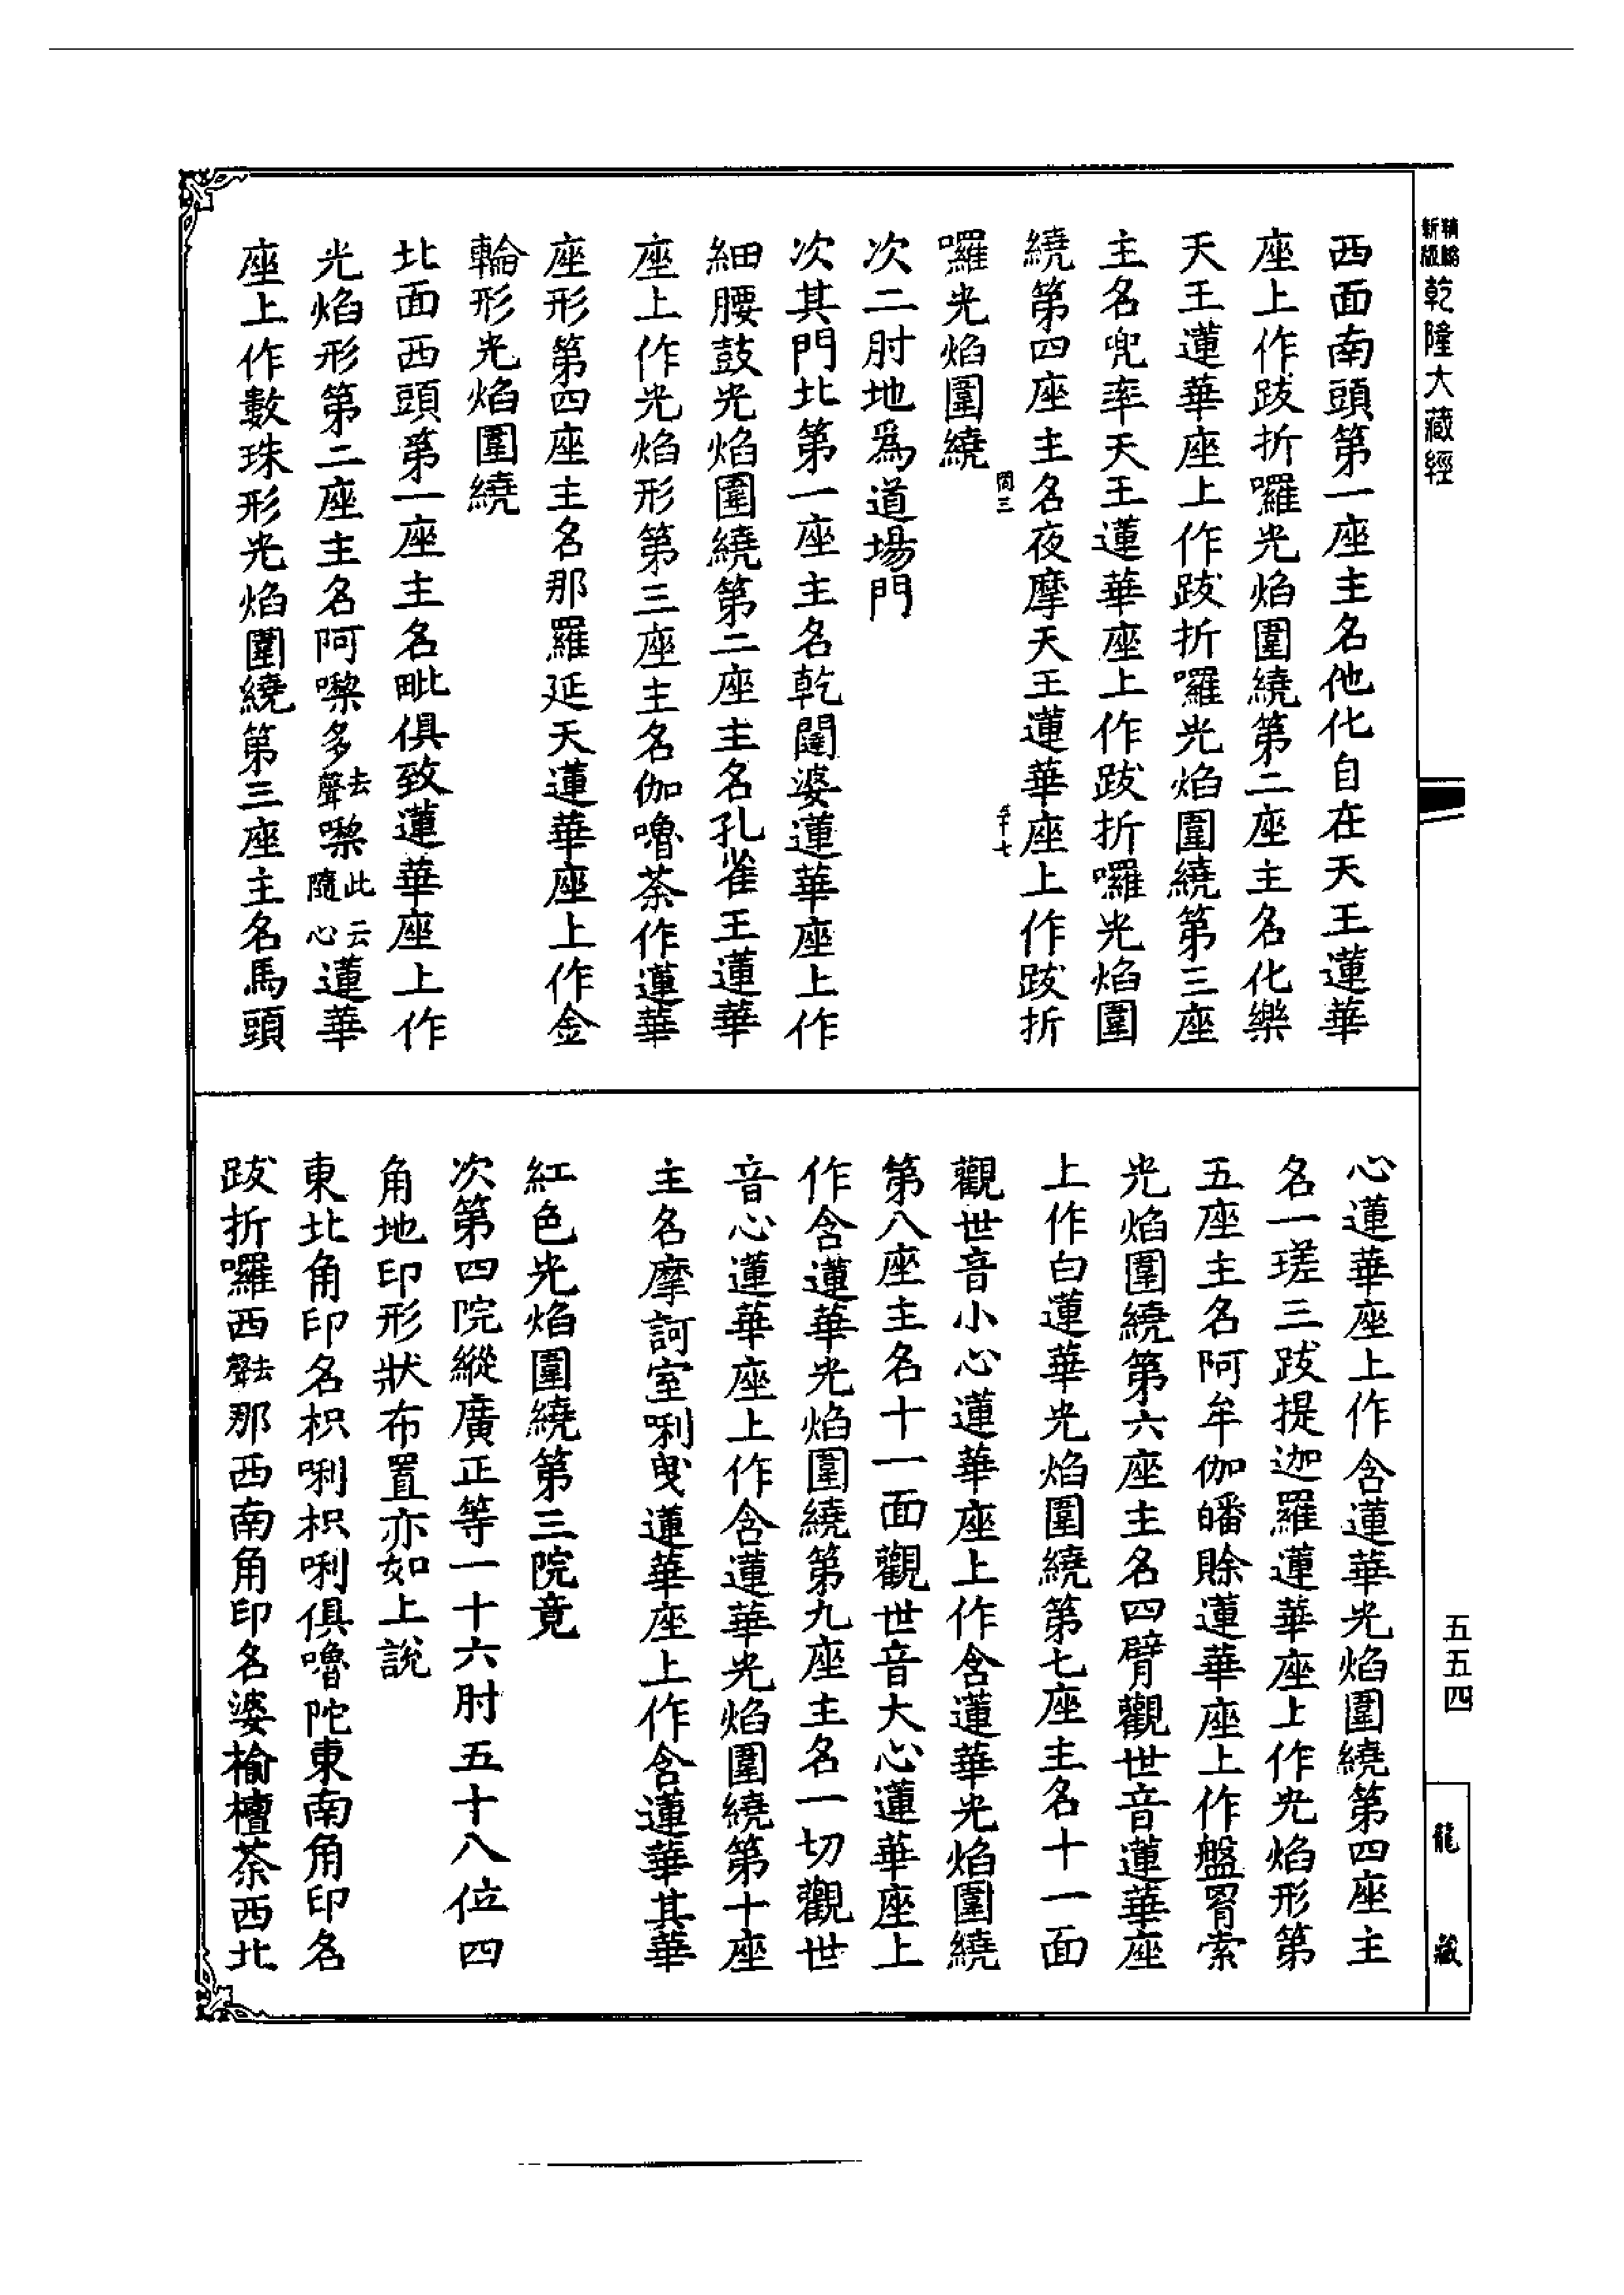 新版精縮乾隆大藏經
西面南頭第一座主名他化自在天王蓮華
座上作跋折囉光焰圍繞第二座主名化樂
天王蓮華座上作跋折囉光焰圍繞第三座
主名兜率天王蓮華座上作跋折囉光焰圍
繞第四座主名夜摩天王蓮華座上作跋折
囉光焰圍繞
次二肘地爲道場門
次其門北第一座主名乾闥婆蓮華座上作
細腰鼓光焰圍繞第二座主名孔雀王蓮華
座上作光焰形第三座主名伽嚕荼作蓮華
座形第四座主名那羅延天蓮華座上作金
輪形光焰圍繞
北面西頭第一座主名毗俱致蓮華座上作
光焰形第二座主名阿㗚多去聲㗚此云隨心蓮華
座上作數珠形光焰圍繞第三座主名馬頭
心蓮華座上作含蓮華光焰圍繞第四座主
名一瑳三跋提迦羅蓮華座上作光焰形第
五座主名阿牟伽皤賒蓮華座上作盤罥索
光焰圍繞第六座主名四臂觀世音蓮華座
上作白蓮華光焰圍繞第七座主名十一面
觀世音小心蓮華座上作含蓮華光焰圍繞
第八座主名十一面觀世音大心蓮華座上
作含蓮華光焰圍繞第九座主名一切觀世
音心蓮華座上作含蓮華光焰圍繞第十座
主名摩訶室唎曳蓮華座上作含蓮華其華
紅色光焰圍繞第三院竟
次第四院縱廣正等一十六肘五十八位四
角地印形狀布置亦如上說
東北角印名枳唎枳唎俱嚕陀東南角印名
跋折囉西去聲那西南角印名婆榆檀荼西北
五五四
龍藏